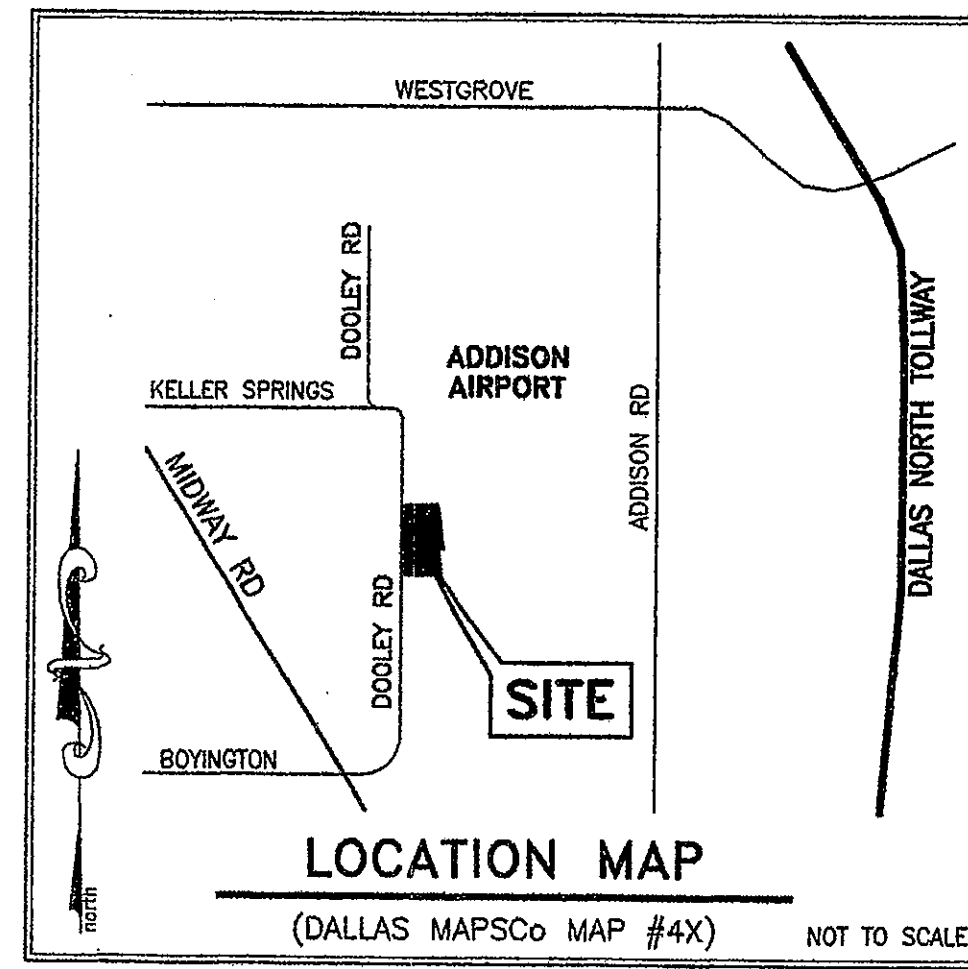 WESTGROVE
DOOLEY RD
ADDISON
AIRPORT
KELLER SPRINGS
MIDWAY RD
ADDISON RD
DALLAS NORTH TOLLWAY
DOOLEY RD
SITE
BOYINGTON
LOCATION MAP
(DALLAS MAPSCo MAP #4X)
NOT TO SCALE
north